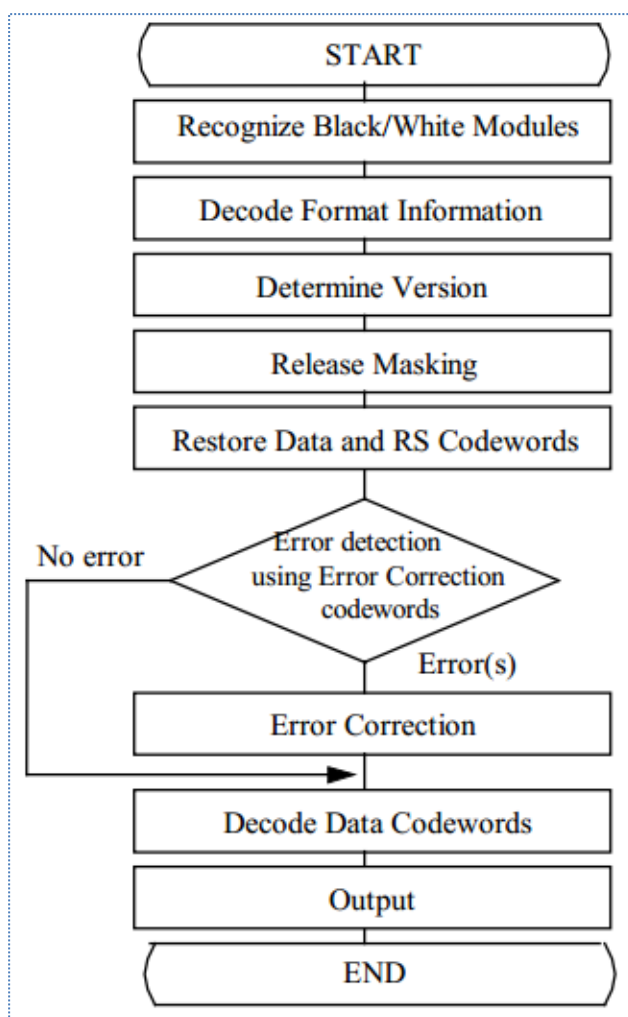 START
Recognize Black/White Modules
Decode Format Information
Determine Version
Release Masking
Restore Data and RS Codewords
No error
Error detection
using Error Correction
codewords
Error(s)
Error Correction
Decode Data Codewords
Output
END